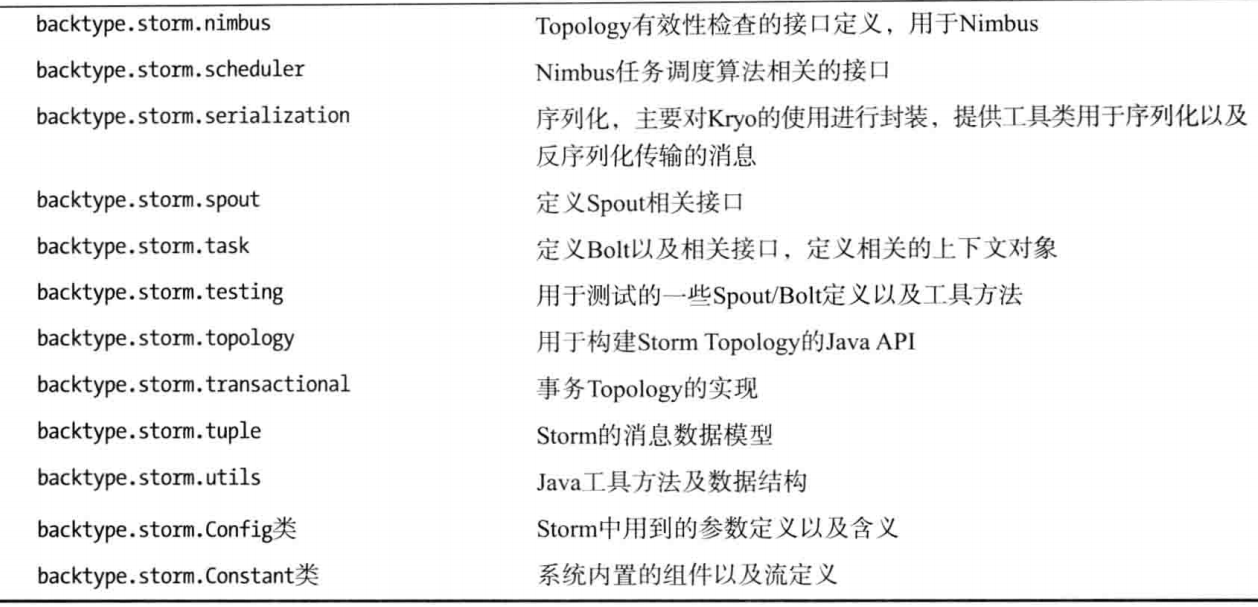 backtype.storm.nimbus Topology有效性检查的接口定义，用于Nimbus
backtype.storm.scheduler Nimbus任务调度算法相关的接口
backtype.storm.serialization 序列化，主要对Kryo的使用进行封装，提供工具类用于序列化以及
反序列化传输的消息
backtype.storm.spout 定义Spout相关接口
backtype.storm.task 定义Bolt以及相关接口，定义相关的上下文对象
backtype.storm.testing 用于测试的一些Spout/Bolt定义以及工具方法
backtype.storm.topology 用于构建Storm Topology的Java API
backtype.storm.transactional 事务Topology的实现
backtype.storm.tuple Storm的消息数据模型
backtype.storm.utils Java工具方法及数据结构
backtype.storm.Config类 Storm中用到的参数定义以及含义
backtype.storm.Constant类 系统内置的组件以及流定义